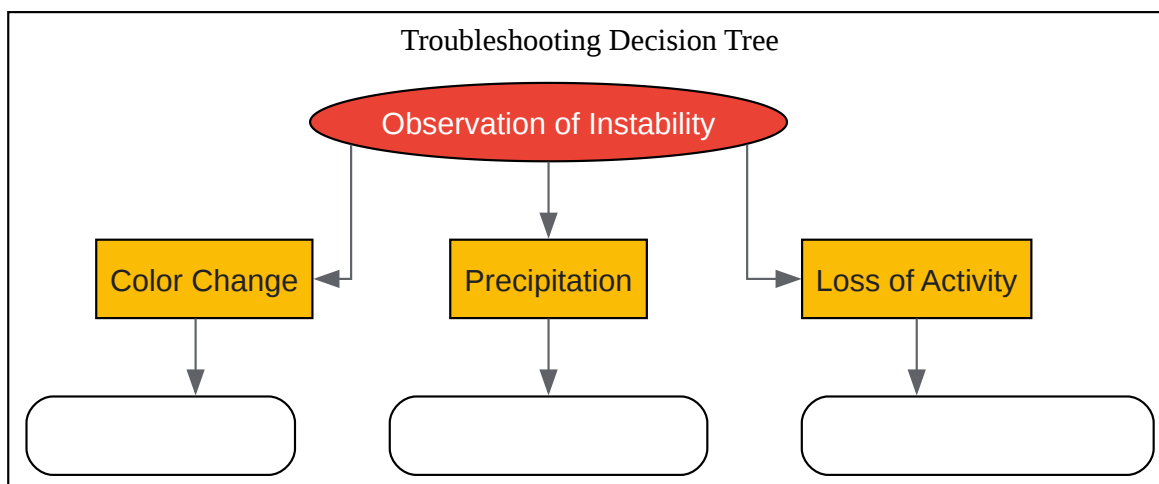 Troubleshooting Decision Tree
Observation of Instability
Color Change
Precipitation
Loss of Activity